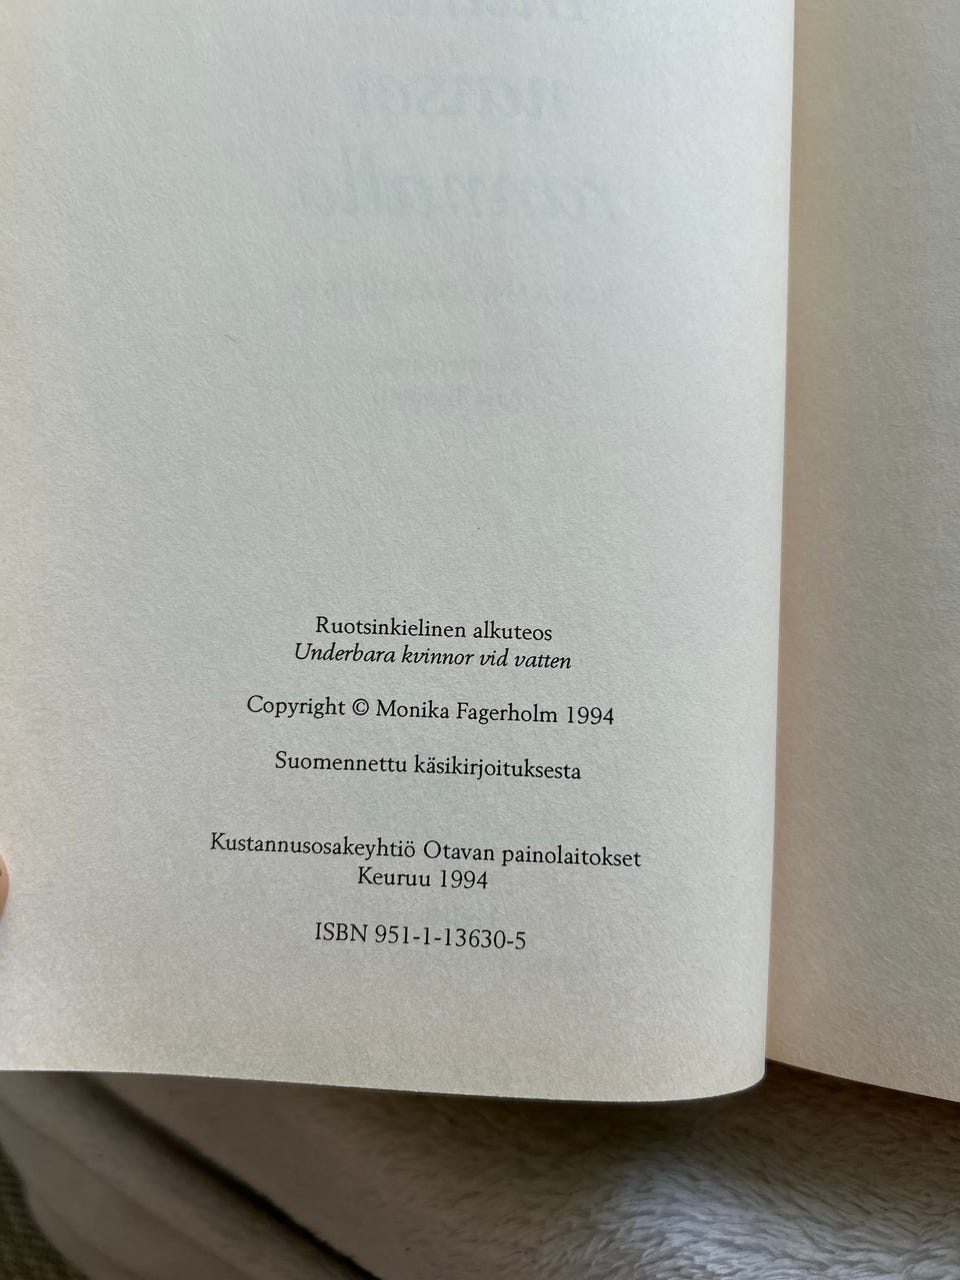 Ruotsinkielinen alkuteos
Underbara kvinnor vid vatten
Copyright © Monika Fagerholm 1994
Suomennettu käsikirjoituksesta
Kustannusosakeyhtiö Otavan painolaitokset
Keuruu 1994
ISBN 951-1-13630-5